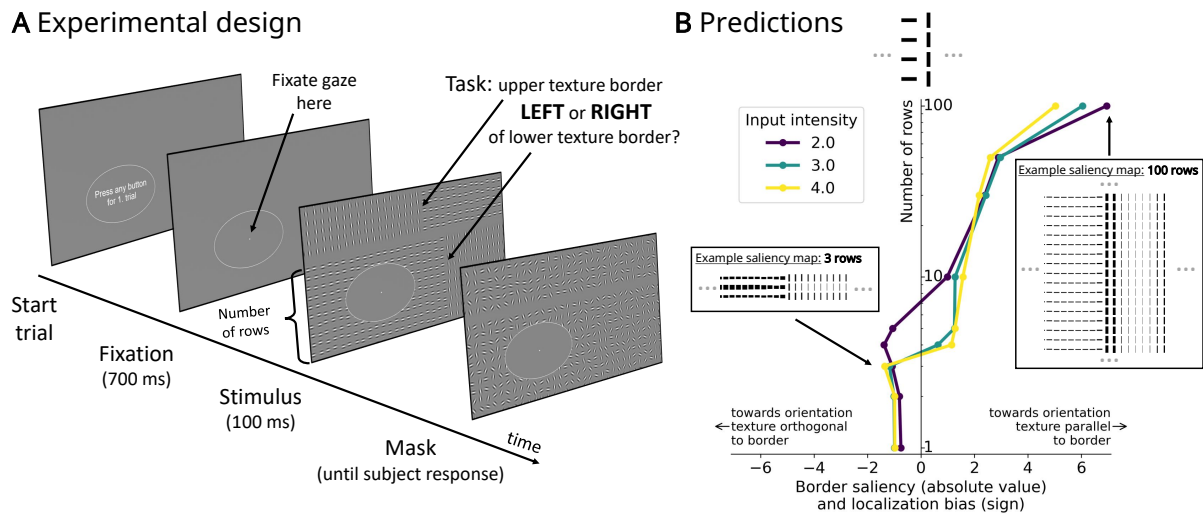 A Experimental design
Press any button
for 1. trial
Fixate gaze
here
Task: upper texture border
LEFT or RIGHT
of lower texture border?
Number
of rows
Start
trial
Fixation
(700 ms)
Stimulus
(100 ms)
Mask
(until subject response)
time
B Predictions
...
...
Input intensity
2.0
3.0
4.0
Number of rows
100
10
1
Example saliency map: 3 rows
...
...
Example saliency map: 100 rows
...
...
...
...
towards orientation
←texture orthogonal
to border
towards orientation
texture parallel→
to border
−6
−4
−2
0
2
4
6
Border saliency (absolute value)
and localization bias (sign)